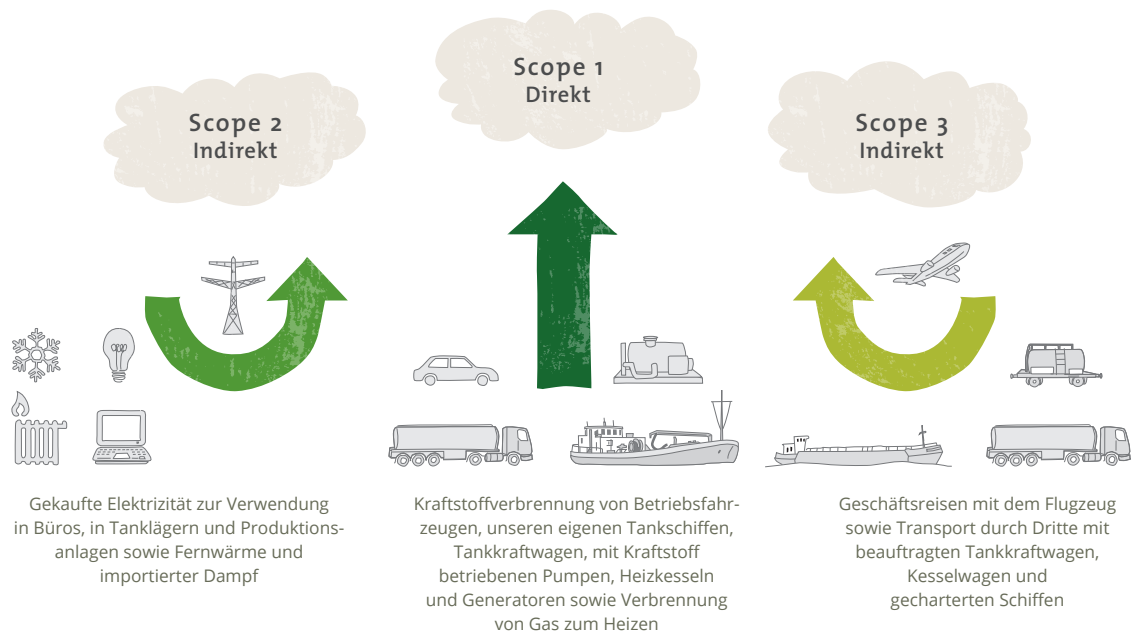 Scope 1
Direkt
Scope 2
Indirekt
Scope 3
Indirekt
Gekaufte Elektrizität zur Verwendung
in Büros, in Tanklägern und Produktions-
anlagen sowie Fernwärme und
importierter Dampf
Kraftstoffverbrennung von Betriebsfahr-
zeugen, unseren eigenen Tankschiffen,
Tankkraftwagen, mit Kraftstoff
betriebenen Pumpen, Heizkesseln
und Generatoren sowie Verbrennung
von Gas zum Heizen
Geschäftsreisen mit dem Flugzeug
sowie Transport durch Dritte mit
beauftragten Tankkraftwagen,
Kesselwagen und
gecharterten Schiffen